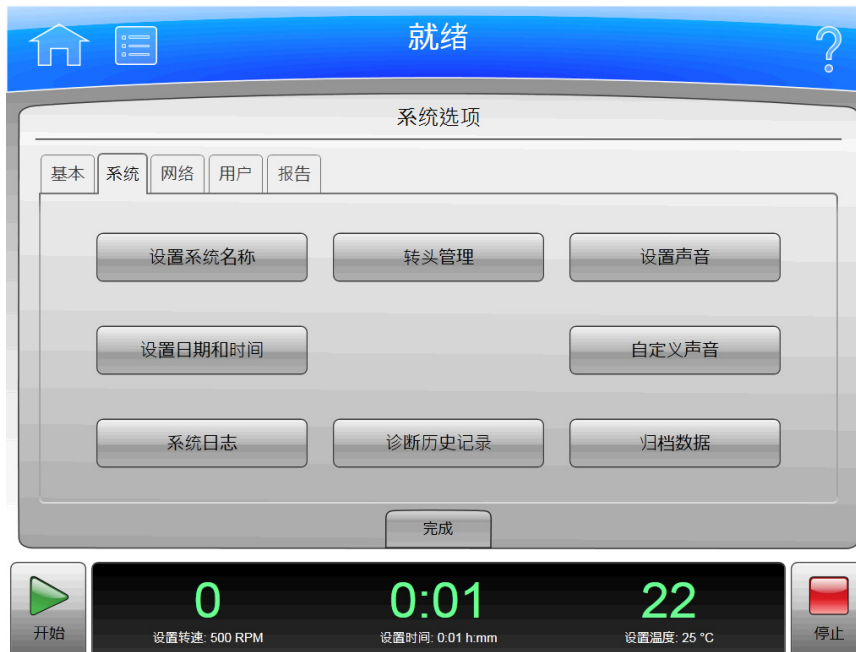 就绪
系统选项
基本 系统 网络 用户 报告
设置系统名称 转头管理 设置声音
设置日期和时间 自定义声音
系统日志 诊断历史记录 归档数据
完成
0 0:01 22
开始 设置转速: 500 RPM 设置时间: 0:01 h:mm 设置温度: 25 °C 停止